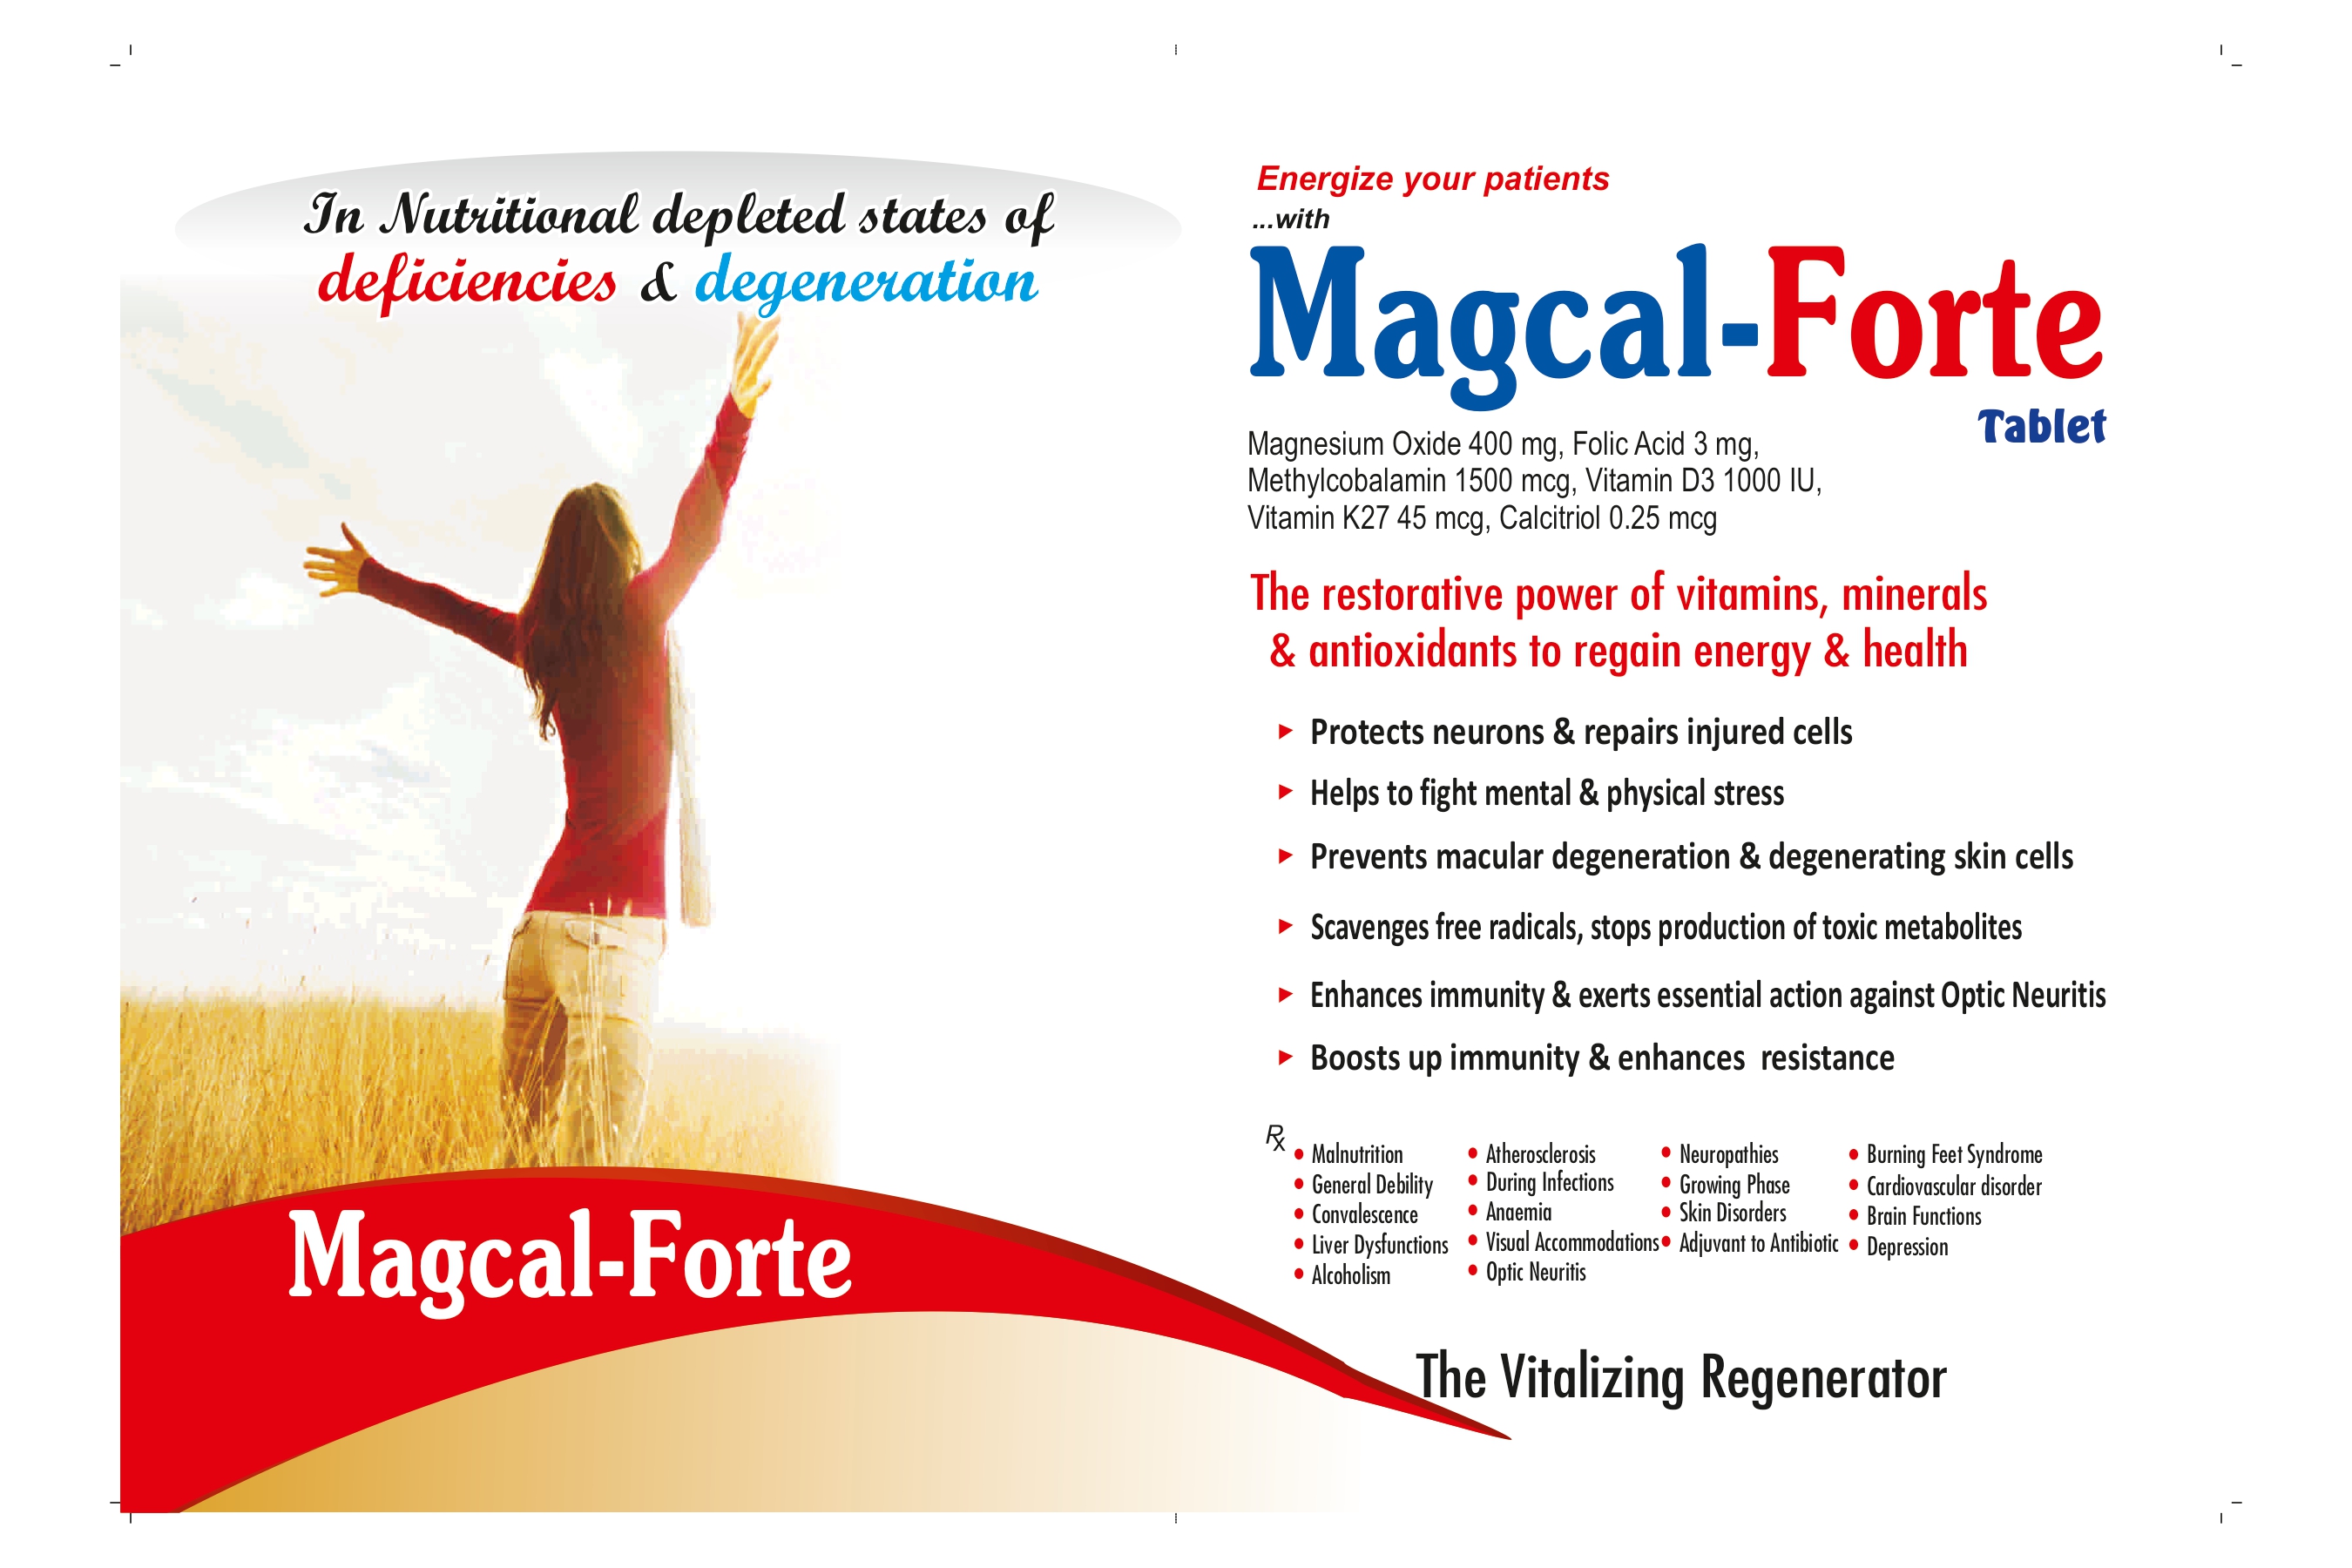 In Nutritional depleted states of
deficiencies & degeneration
Magcal-Forte
Energize your patients
...with
Magcal-Forte
Tablet
Magnesium Oxide 400 mg, Folic Acid 3 mg,
Methylcobalamin 1500 mcg, Vitamin D3 1000 IU,
Vitamin K27 45 mcg, Calcitriol 0.25 mcg
The restorative power of vitamins, minerals
& antioxidants to regain energy & health
Protects neurons & repairs injured cells
Helps to fight mental & physical stress
Prevents macular degeneration & degenerating skin cells
Scavenges free radicals, stops production of toxic metabolites
Enhances immunity & exerts essential action against Optic Neuritis
Boosts up immunity & enhances resistance
℞
• Malnutrition
• General Debility
• Convalescence
• Liver Dysfunctions
• Alcoholism
• Atherosclerosis
• During Infections
• Anaemia
• Visual Accommodations
• Optic Neuritis
• Neuropathies
• Growing Phase
• Skin Disorders
• Adjuvant to Antibiotic
• Burning Feet Syndrome
• Cardiovascular disorder
• Brain Functions
• Depression
The Vitalizing Regenerator